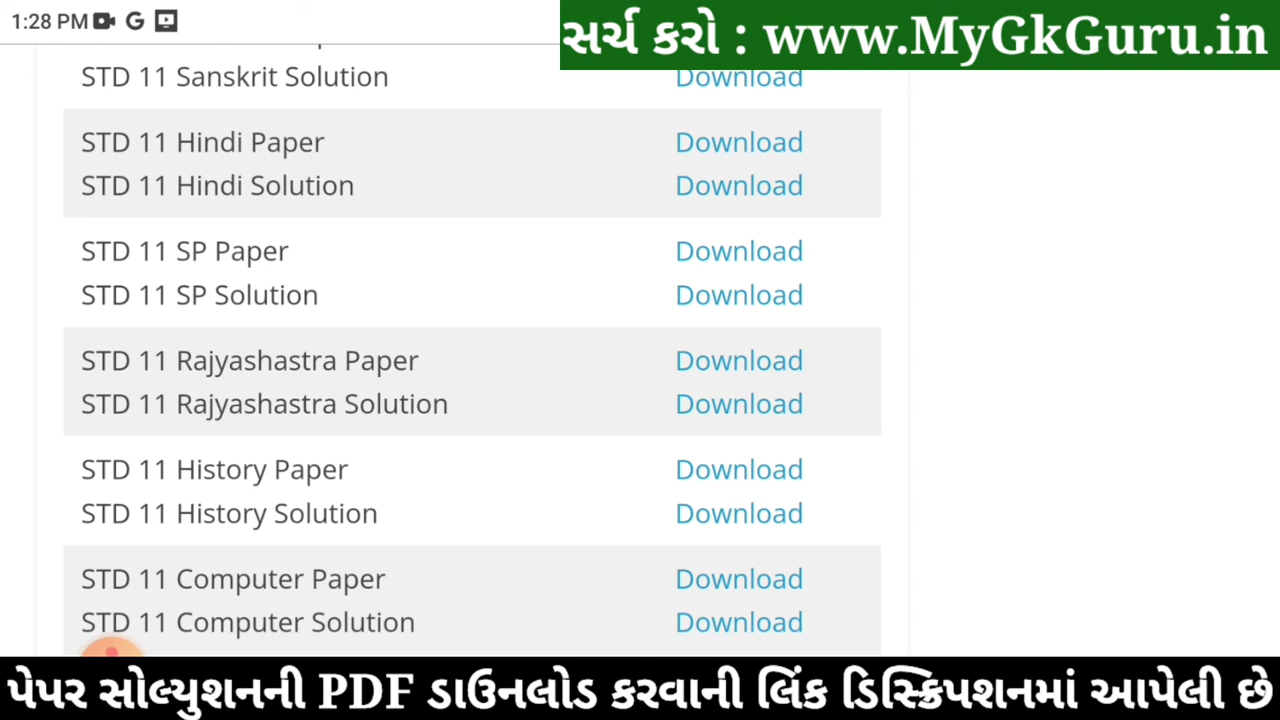 1:28 PM
સર્ચ કરો : www.MyGkGuru.in
STD 11 Sanskrit Solution Download
STD 11 Hindi Paper Download
STD 11 Hindi Solution Download
STD 11 SP Paper Download
STD 11 SP Solution Download
STD 11 Rajyashastra Paper Download
STD 11 Rajyashastra Solution Download
STD 11 History Paper Download
STD 11 History Solution Download
STD 11 Computer Paper Download
STD 11 Computer Solution Download
પેપર સોલ્યુશનની PDF ડાઉનલોડ કરવાની લિંક ડિસ્ક્રિપશનમાં આપેલી છે